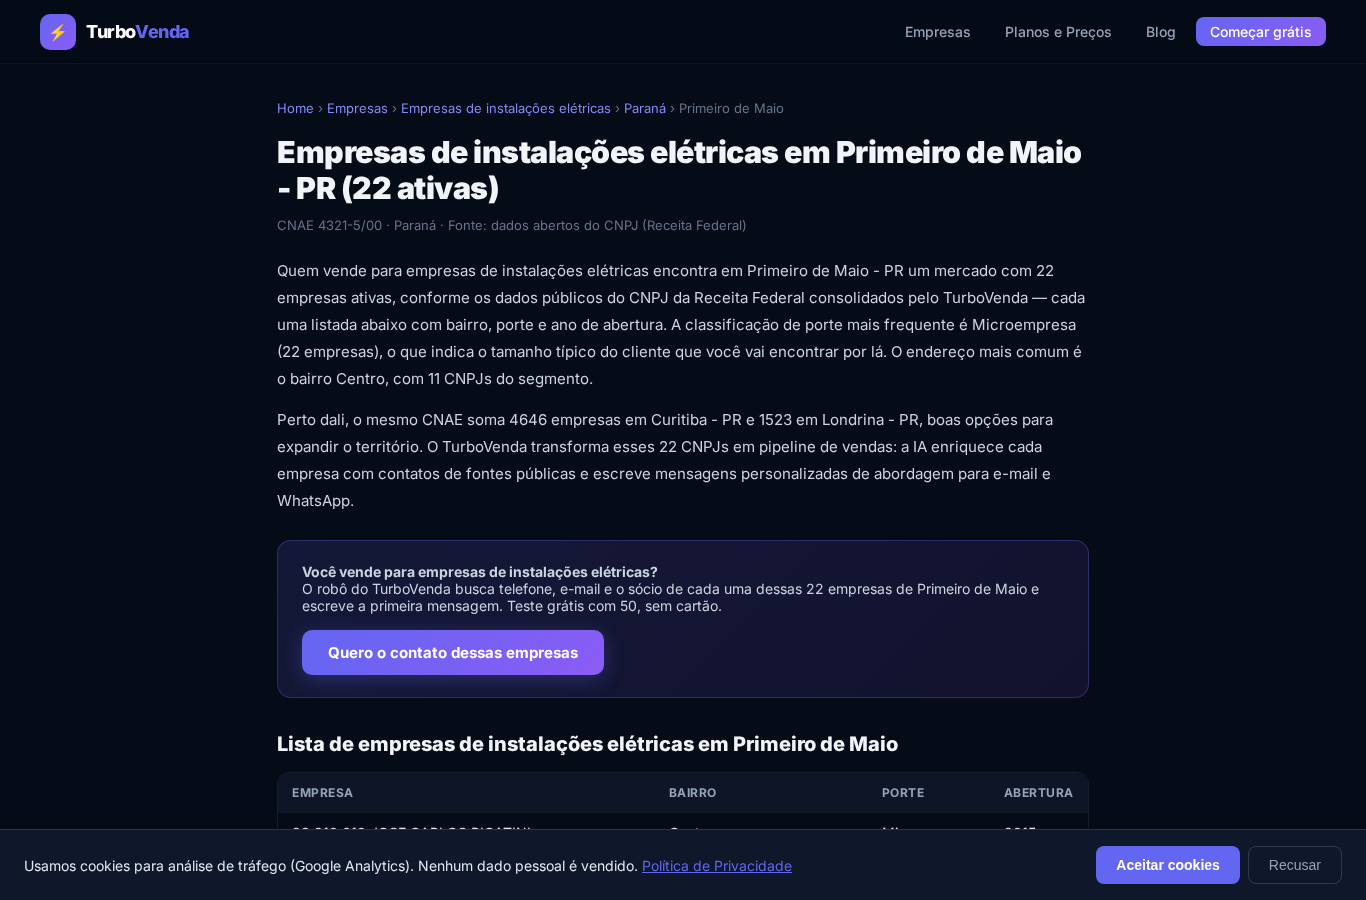 ⚡ TurboVenda
Empresas
Planos e Preços
Blog
Começar grátis
Home › Empresas › Empresas de instalações elétricas › Paraná › Primeiro de Maio
Empresas de instalações elétricas em Primeiro de Maio
- PR (22 ativas)
CNAE 4321-5/00 · Paraná · Fonte: dados abertos do CNPJ (Receita Federal)
Quem vende para empresas de instalações elétricas encontra em Primeiro de Maio - PR um mercado com 22
empresas ativas, conforme os dados públicos do CNPJ da Receita Federal consolidados pelo TurboVenda — cada
uma listada abaixo com bairro, porte e ano de abertura. A classificação de porte mais frequente é Microempresa
(22 empresas), o que indica o tamanho típico do cliente que você vai encontrar por lá. O endereço mais comum é
o bairro Centro, com 11 CNPJs do segmento.
Perto dali, o mesmo CNAE soma 4646 empresas em Curitiba - PR e 1523 em Londrina - PR, boas opções para
expandir o território. O TurboVenda transforma esses 22 CNPJs em pipeline de vendas: a IA enriquece cada
empresa com contatos de fontes públicas e escreve mensagens personalizadas de abordagem para e-mail e
WhatsApp.
Você vende para empresas de instalações elétricas?
O robô do TurboVenda busca telefone, e-mail e o sócio de cada uma dessas 22 empresas de Primeiro de Maio e
escreve a primeira mensagem. Teste grátis com 50, sem cartão.
Quero o contato dessas empresas
Lista de empresas de instalações elétricas em Primeiro de Maio
EMPRESA BAIRRO PORTE ABERTURA
Usamos cookies para análise de tráfego (Google Analytics). Nenhum dado pessoal é vendido. Política de Privacidade
Aceitar cookies
Recusar